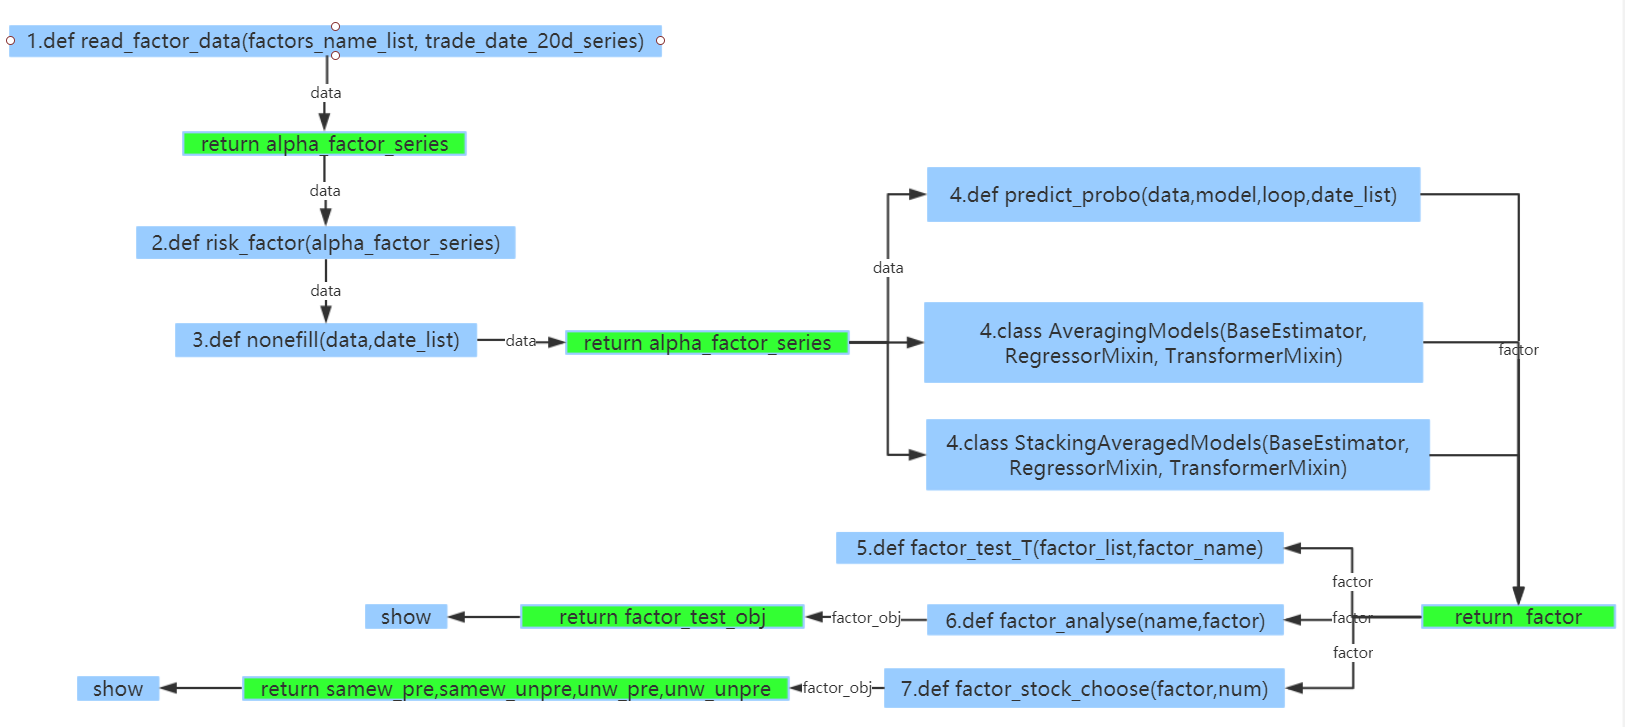 1.def read_factor_data(factors_name_list, trade_date_20d_series)
data
return alpha_factor_series
data
2.def risk_factor(alpha_factor_series)
data
3.def nonefill(data,date_list)
data
return alpha_factor_series
data
4.def predict_probo(data,model,loop,date_list)
4.class AveragingModels(BaseEstimator,
RegressorMixin, TransformerMixin)
4.class StackingAveragedModels(BaseEstimator,
RegressorMixin, TransformerMixin)
factor
return factor
factor
5.def factor_test_T(factor_list,factor_name)
factor
6.def factor_analyse(name,factor)
factor_obj
return factor_test_obj
show
factor
7.def factor_stock_choose(factor,num)
factor_obj
return samew_pre,samew_unpre,unw_pre,unw_unpre
show